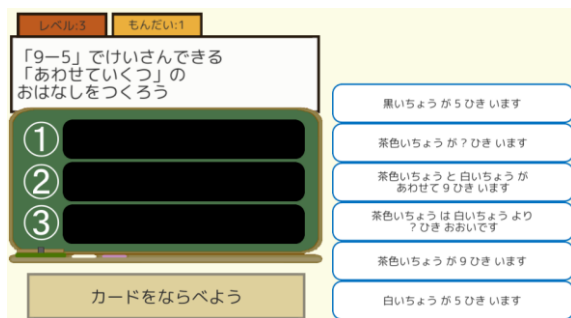 レベル:3
もんだい:1
「9ー5」でけいさんできる
「あわせていくつ」の
おはなしをつくろう
①
②
③
カードをならべよう
黒いちょう が 5 ひき います
茶色いちょう が ? ひき います
茶色いちょう と 白いちょう が
あわせて 9 ひき います
茶色いちょう は 白いちょう より
? ひき おおいです
茶色いちょう が 9 ひき います
白いちょう が 5 ひき います